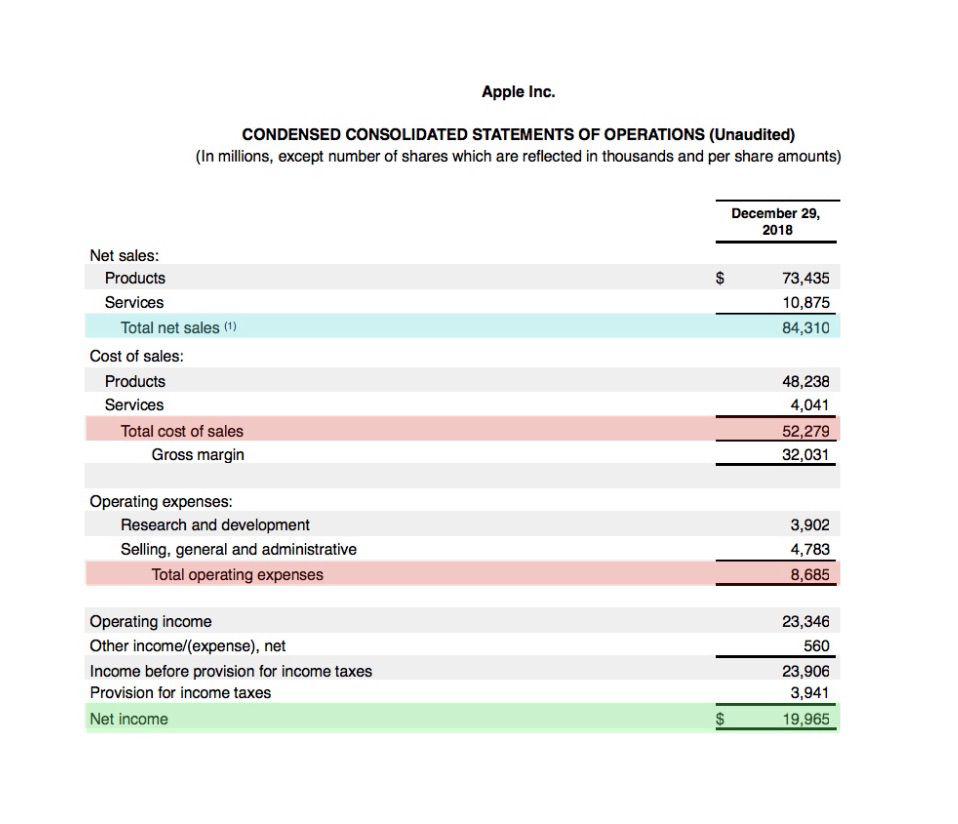 Apple Inc.
CONDENSED CONSOLIDATED STATEMENTS OF OPERATIONS (Unaudited)
(In millions, except number of shares which are reflected in thousands and per share amounts)
December 29,
2018
Net sales:
Products $ 73,435
Services 10,875
Total net sales (1) 84,310
Cost of sales:
Products 48,238
Services 4,041
Total cost of sales 52,279
Gross margin 32,031
Operating expenses:
Research and development 3,902
Selling, general and administrative 4,783
Total operating expenses 8,685
Operating income 23,346
Other income/(expense), net 560
Income before provision for income taxes 23,906
Provision for income taxes 3,941
Net income $ 19,965